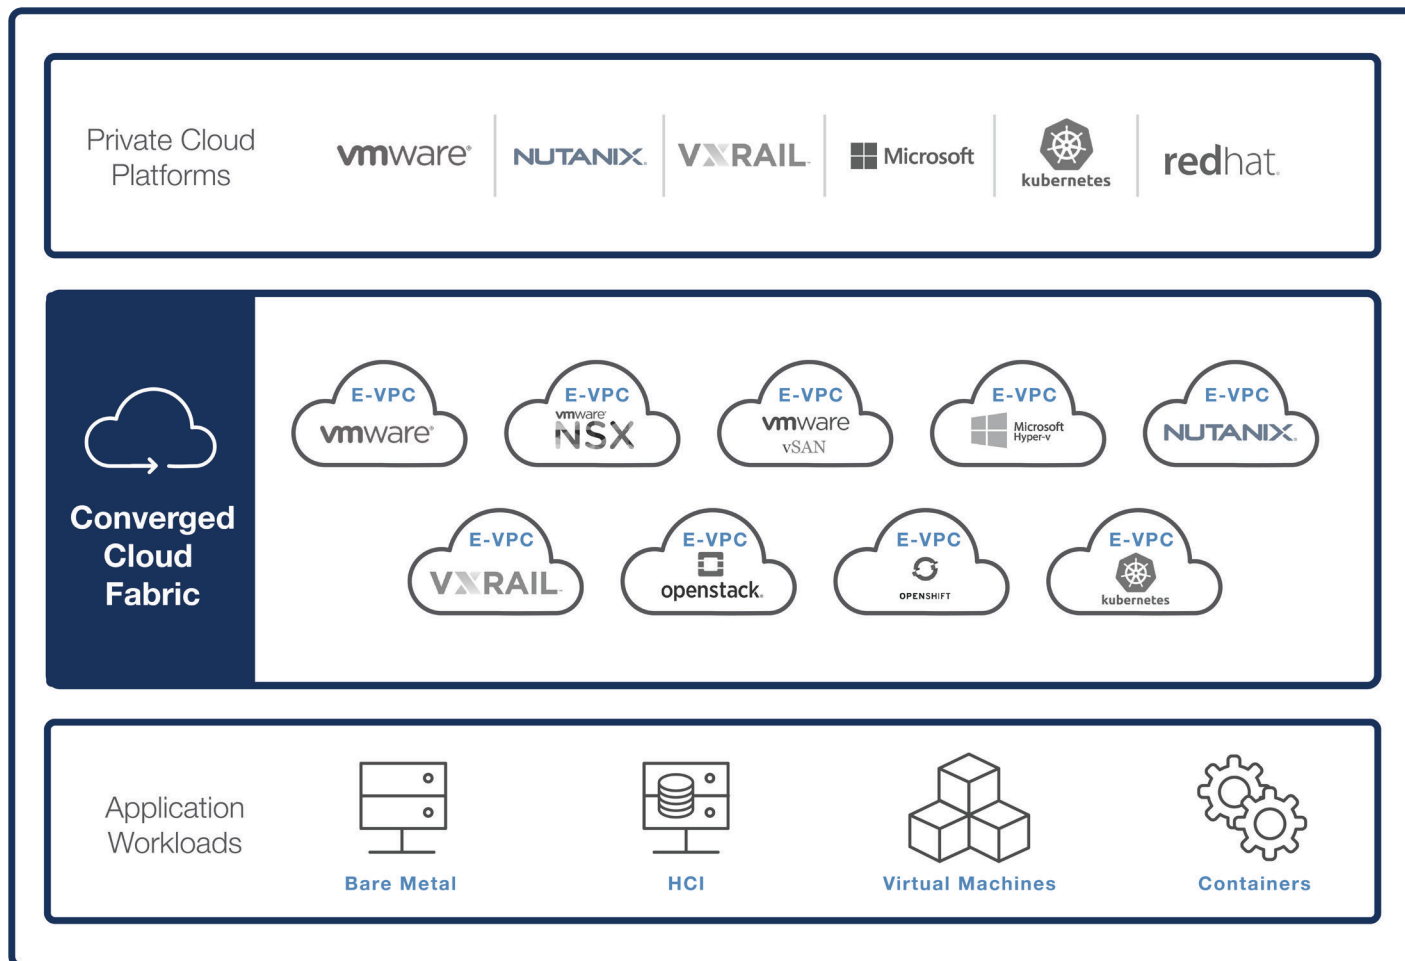 Private Cloud
Platforms
vmware®
NUTANIX.
VXRAIL
Microsoft
kubernetes
redhat.
Converged
Cloud
Fabric
E-VPC
vmware®
E-VPC
vmware
NSX
E-VPC
vmware
vSAN
E-VPC
Microsoft
Hyper-v
E-VPC
NUTANIX.
E-VPC
VXRAIL
E-VPC
openstack.
E-VPC
OPENSHIFT
E-VPC
kubernetes
Application
Workloads
Bare Metal
HCI
Virtual Machines
Containers